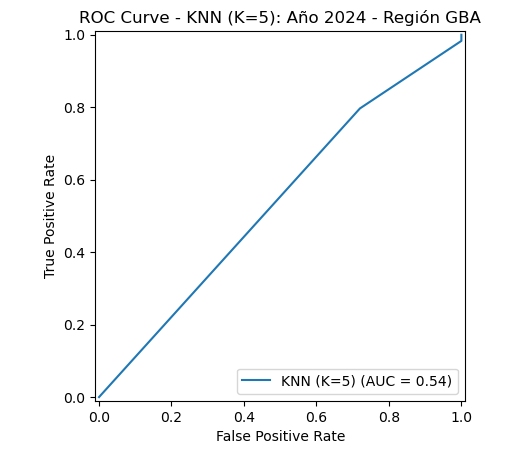 ROC Curve - KNN (K=5): Año 2024 - Región GBA
1.0
0.8
0.6
0.4
0.2
0.0
True Positive Rate
KNN (K=5) (AUC = 0.54)
0.0 0.2 0.4 0.6 0.8 1.0
False Positive Rate